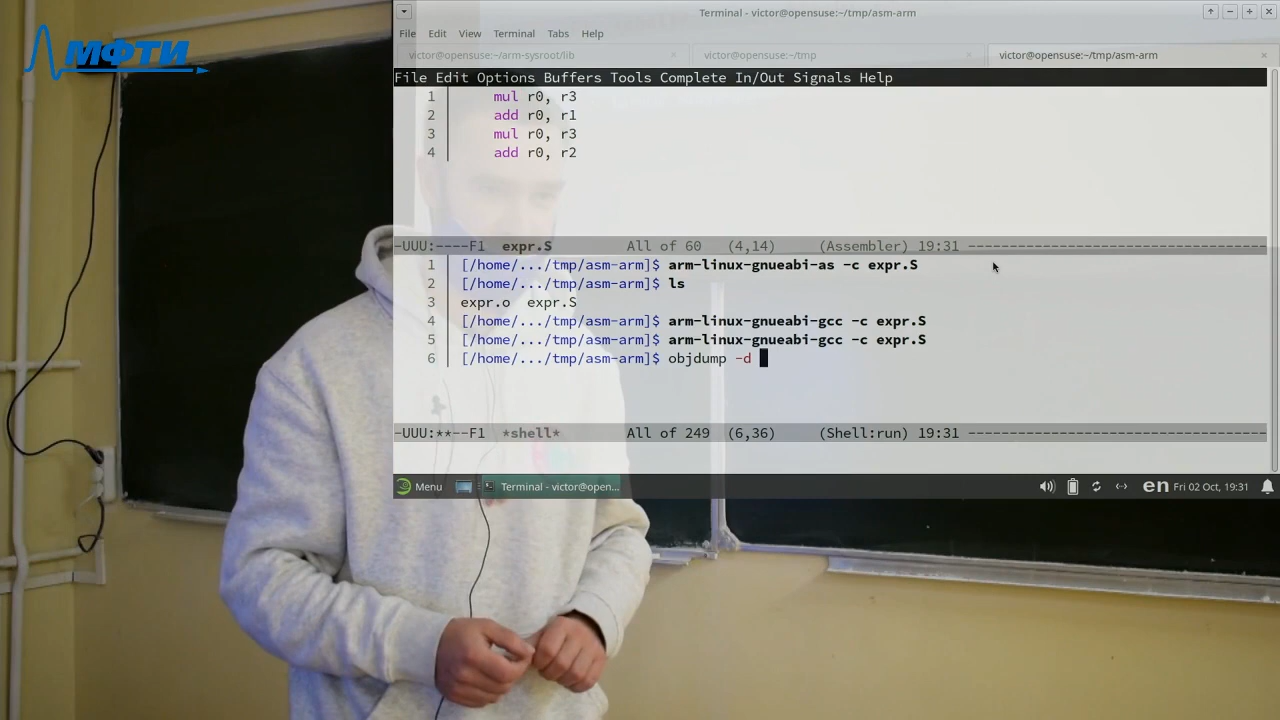 МФТИ
Terminal - victor@opensuse:~/tmp/asm-arm
File Edit View Terminal Tabs Help
victor@opensuse:~/arm-sysroot/lib
victor@opensuse:~/tmp
victor@opensuse:~/tmp/asm-arm
File Edit Options Buffers Tools Complete In/Out Signals Help
1 mul r0, r3
2 add r0, r1
3 mul r0, r3
4 add r0, r2
-UUU:----F1 expr.S All of 60 (4,14) (Assembler) 19:31 ------------------------------------
1 [/home/.../tmp/asm-arm]$ arm-linux-gnueabi-as -c expr.S
2 [/home/.../tmp/asm-arm]$ ls
3 expr.o expr.S
4 [/home/.../tmp/asm-arm]$ arm-linux-gnueabi-gcc -c expr.S
5 [/home/.../tmp/asm-arm]$ arm-linux-gnueabi-gcc -c expr.S
6 [/home/.../tmp/asm-arm]$ objdump -d
-UUU:**--F1 *shell* All of 249 (6,36) (Shell:run) 19:31 ------------------------------------
Menu Terminal - victor@open... en Fri 02 Oct, 19:31